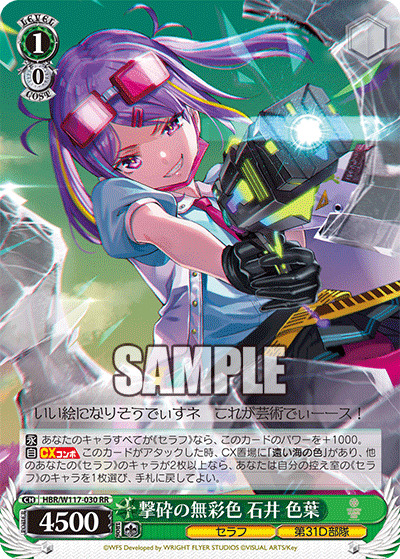 LEVEL
1
0
COST
SAMPLE
いい絵になりそうでぃすネ　これが芸術でぃーース！
永 あなたのキャラすべてが《セラフ》なら、このカードのパワーを＋1000。
自 CXコンボ このカードがアタックした時、CX置場に「遠い海の色」があり、他
のあなたの《セラフ》のキャラが2枚以上なら、あなたは自分の控え室の《セラフ》
のキャラを1枚選び、手札に戻してよい。
CH HBR/W117-030 RR
4500
撃砕の無彩色 石井 色葉
セラフ
第31D部隊
©WFS Developed by WRIGHT FLYER STUDIOS ©VISUAL ARTS/Key